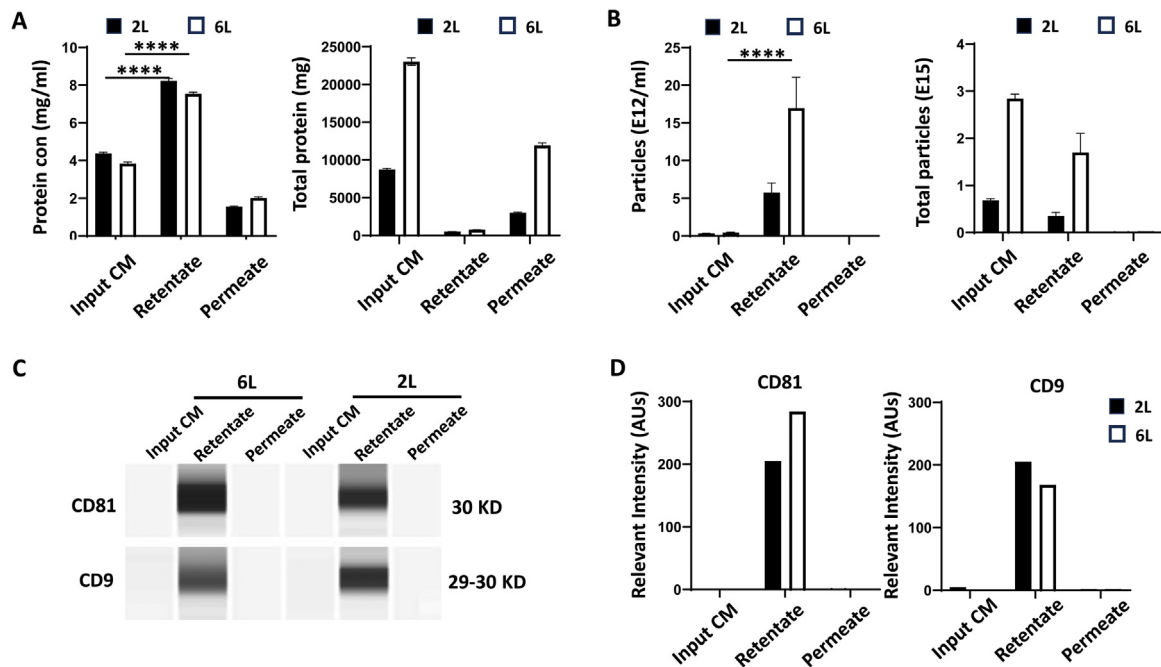 A
2L
6L
Protein con (mg/ml)
10
8
6
4
2
0
****
****
Input CM
Retentate
Permeate
Total protein (mg)
25000
20000
15000
10000
5000
0
Input CM
Retentate
Permeate
B
2L
6L
Particles (E12/ml)
25
20
15
10
5
0
****
Input CM
Retentate
Permeate
2L
6L
Total particles (E15)
4
3
2
1
0
Input CM
Retentate
Permeate
C
6L
2L
Input CM
Retentate
Permeate
Input CM
Retentate
Permeate
CD81
30 KD
CD9
29-30 KD
D
CD81
Relevant Intensity (AUs)
300
200
100
0
Input CM
Retentate
Permeate
CD9
Relevant Intensity (AUs)
300
200
100
0
Input CM
Retentate
Permeate
2L
6L